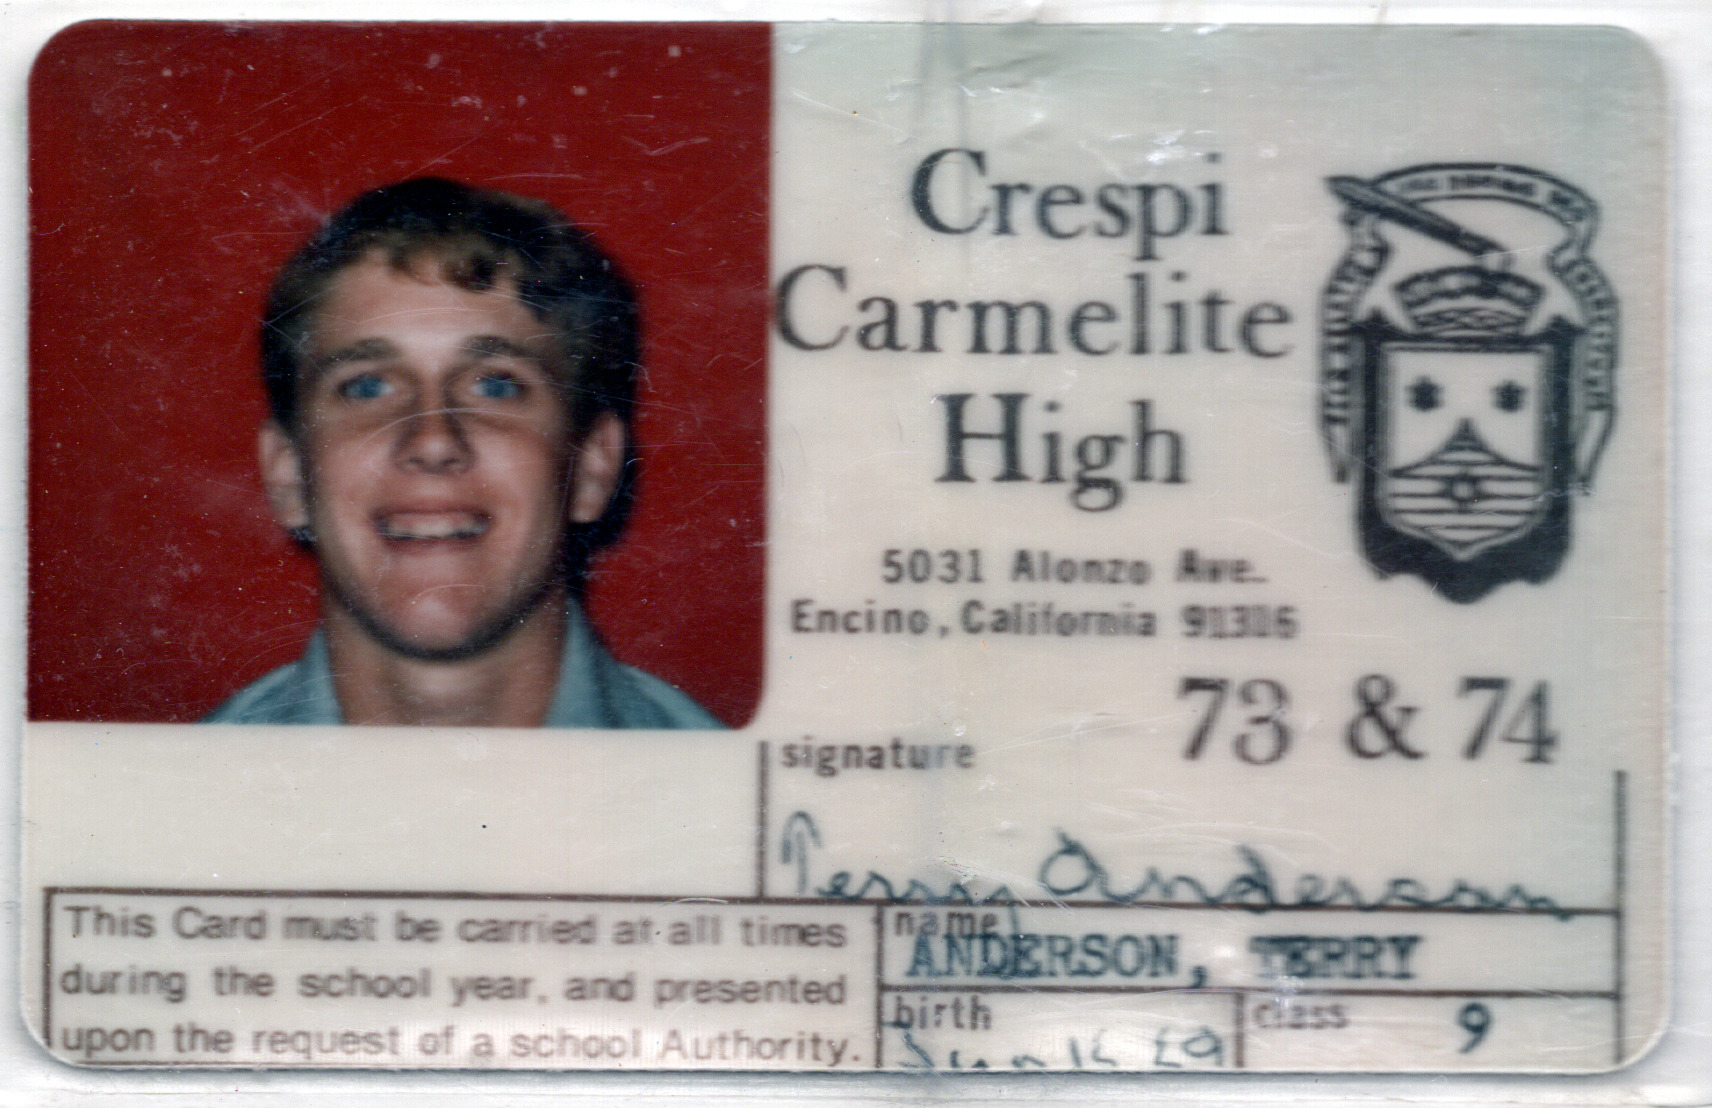 Crespi
Carmelite
High
5031 Alonzo Ave.
Encino, California 91316
73 & 74
signature
Terry Anderson
This Card must be carried at all times
during the school year, and presented
upon the request of a school Authority.
name
ANDERSON, TERRY
birth
class 9